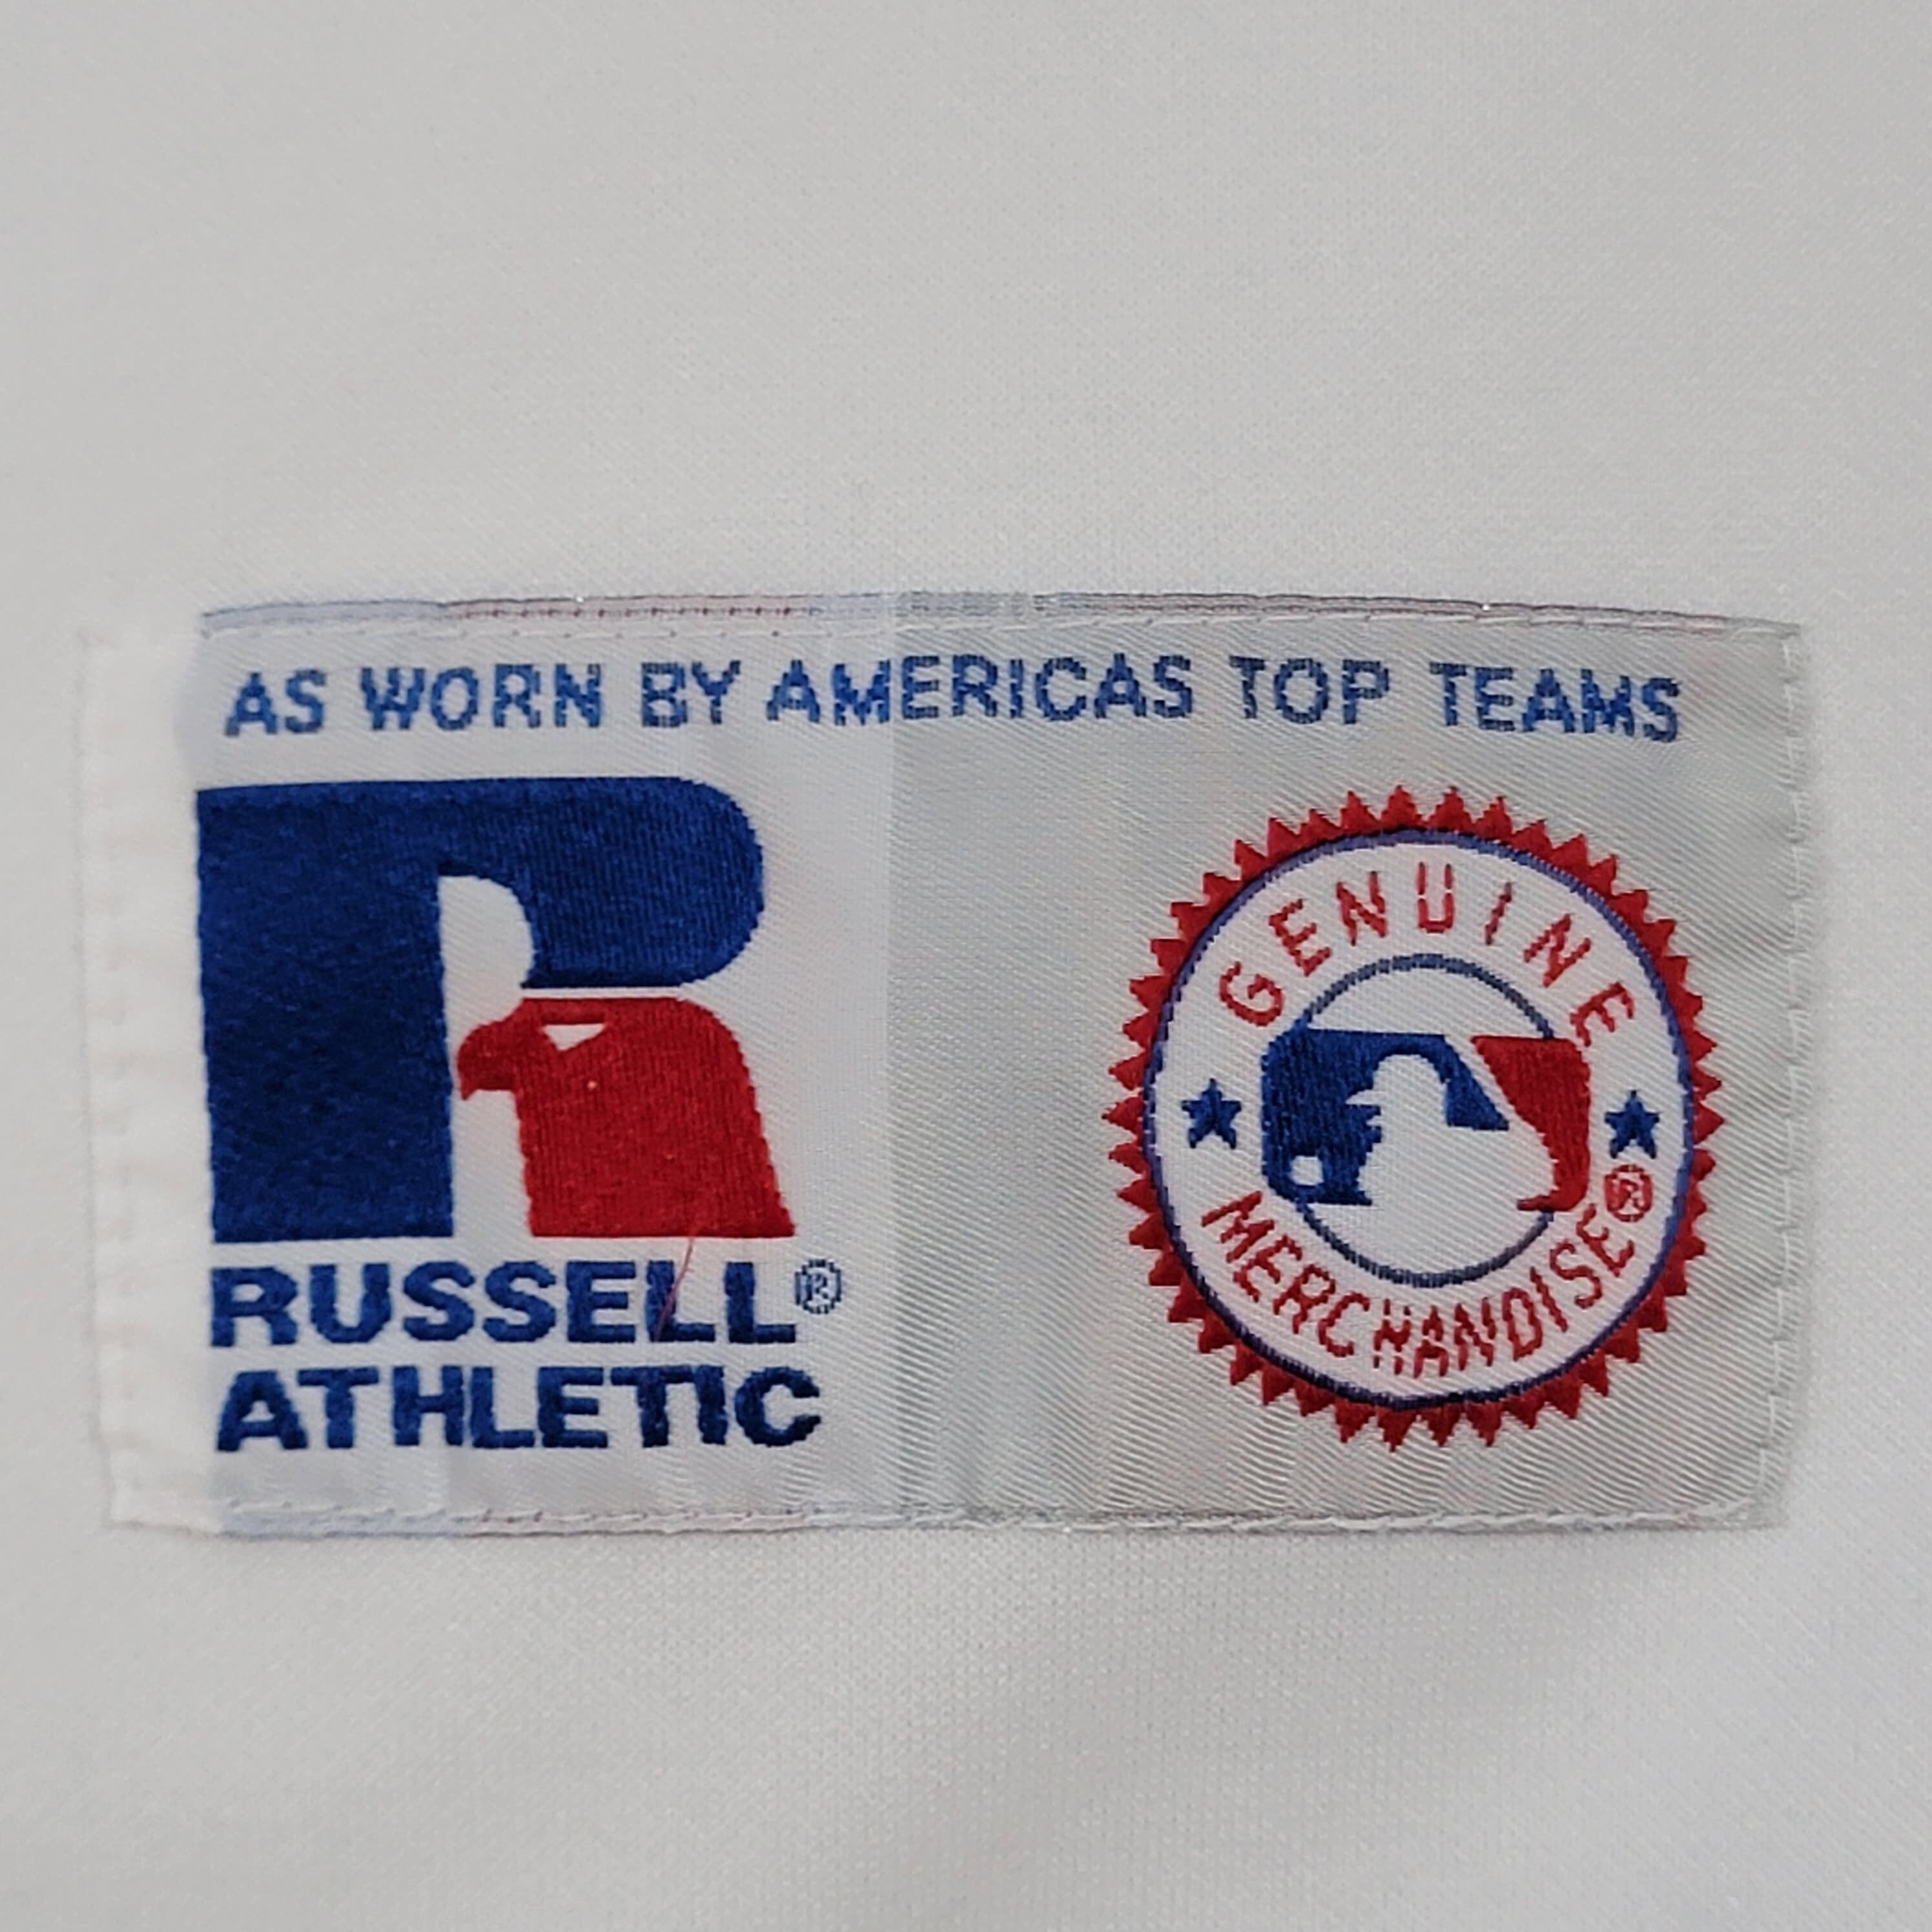 AS WORN BY AMERICAS TOP TEAMS
RUSSELL®
ATHLETIC
GENUINE
MERCHANDISE®